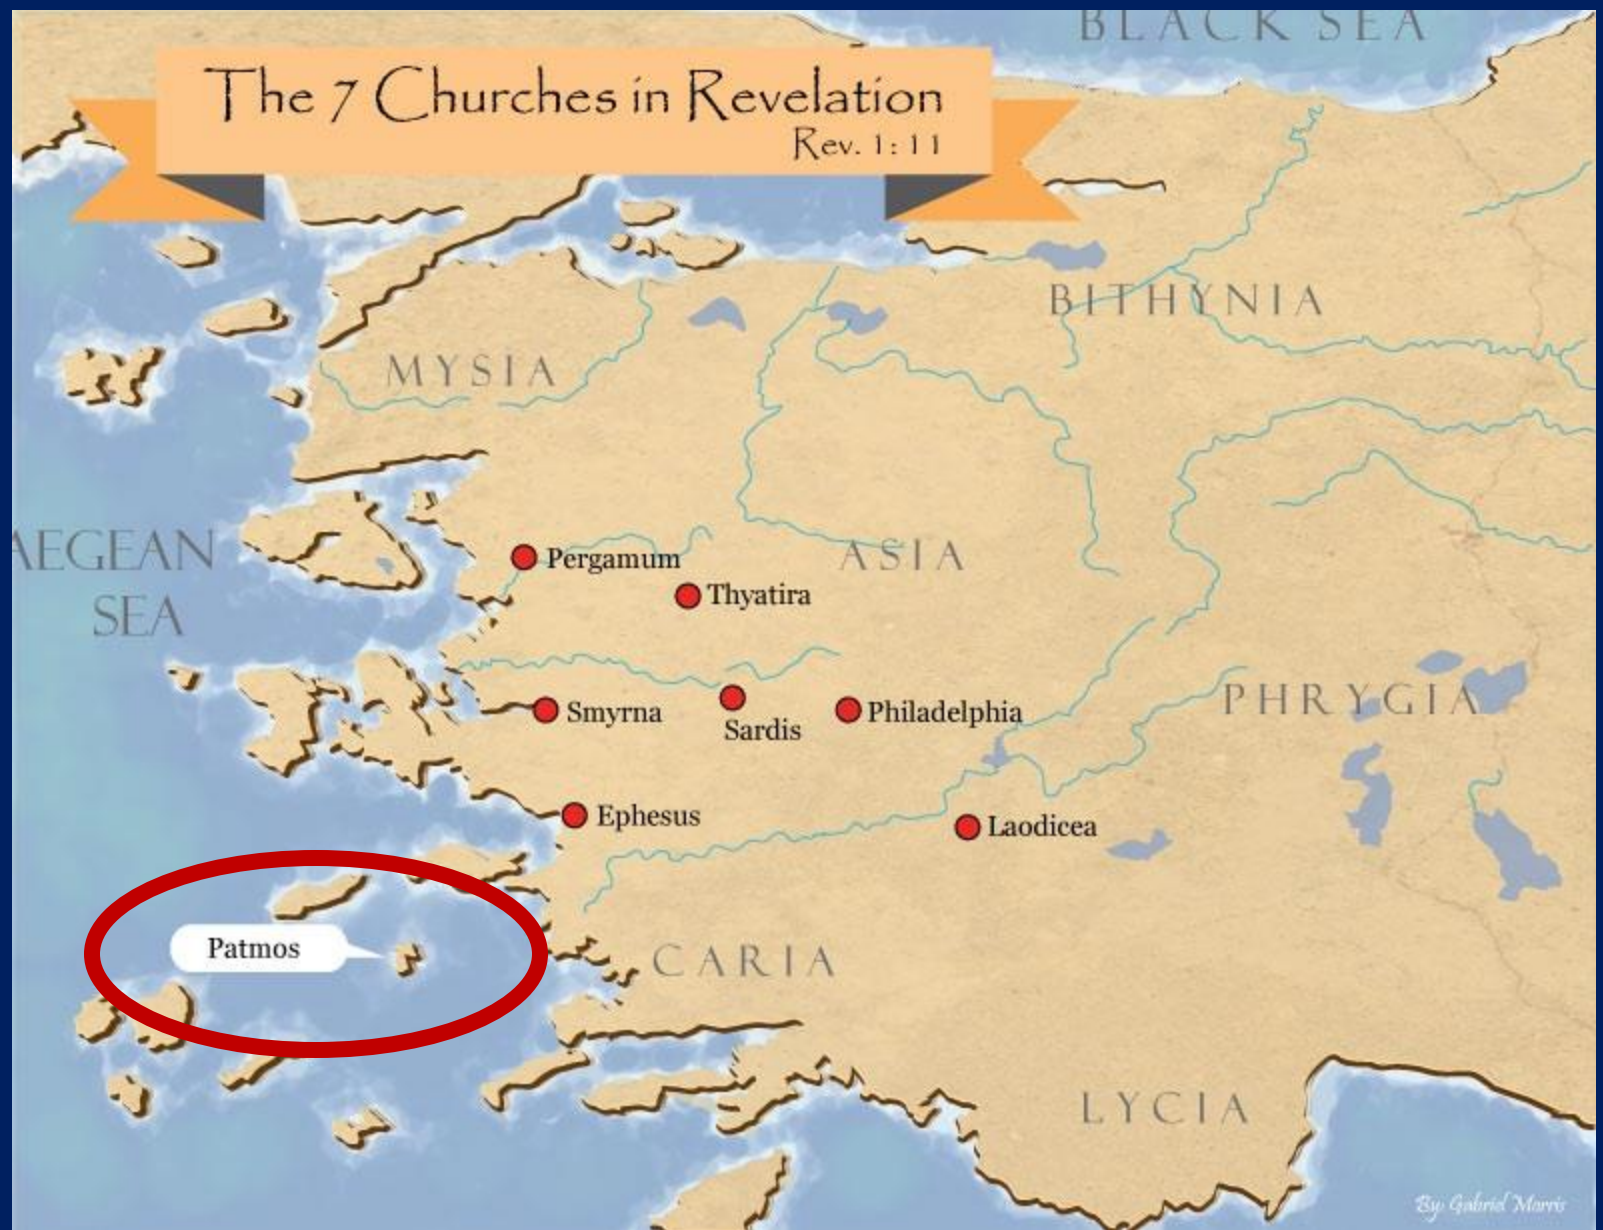 BLACK SEA
The 7 Churches in Revelation
Rev. 1:11
BITHYNIA
MYSIA
AEGEAN
SEA
Pergamum
ASIA
Thyatira
PHRYGIA
Smyrna
Sardis
Philadelphia
Ephesus
Laodicea
Patmos
CARIA
LYCIA
By: Gabriel Morris